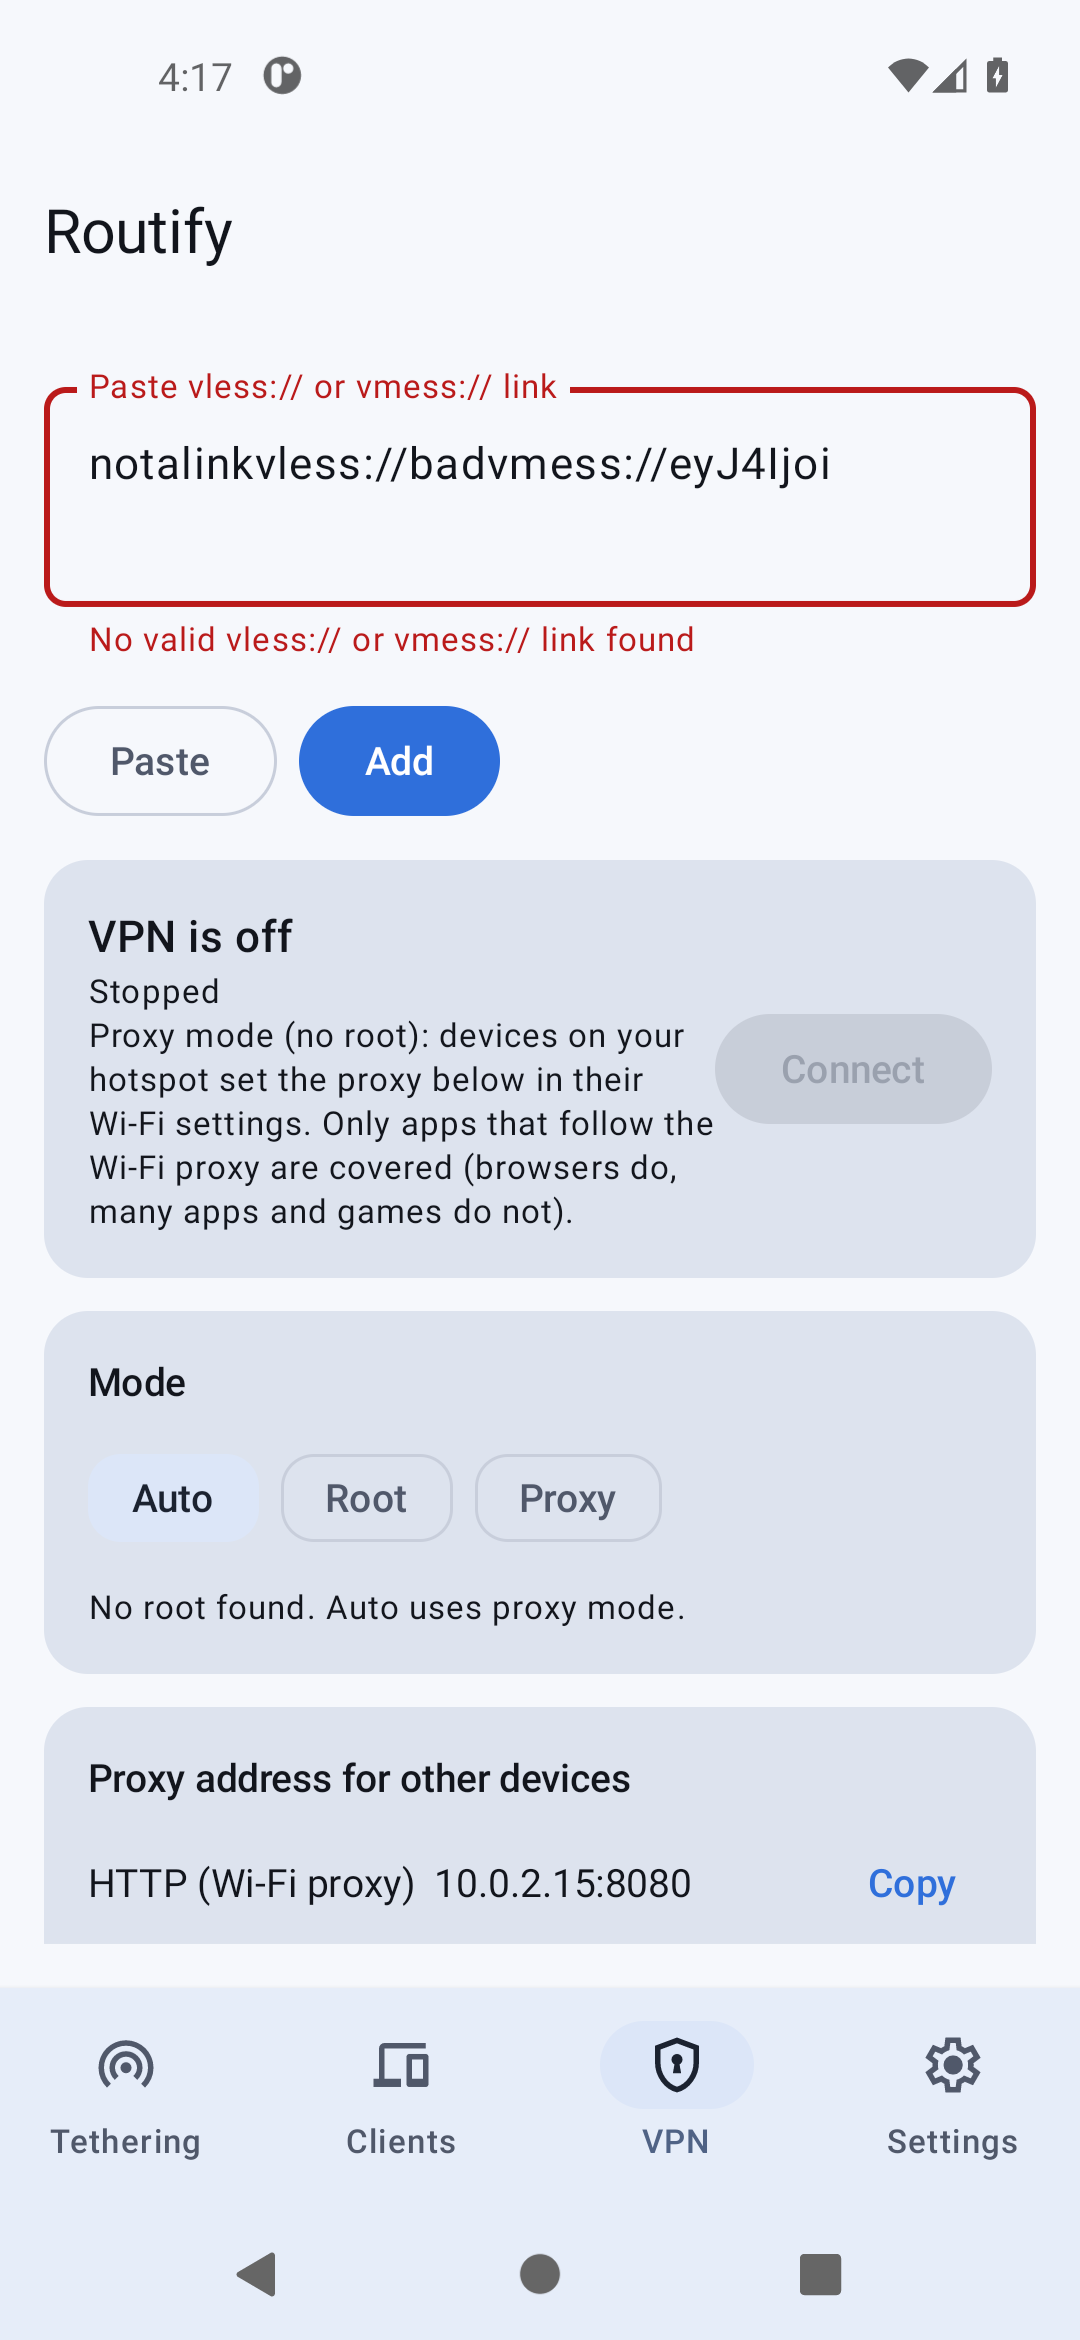 4:17
Routify
Paste vless:// or vmess:// link
notalinkvless://badvmess://eyJ4Ijoi
No valid vless:// or vmess:// link found
Paste
Add
VPN is off
Stopped
Proxy mode (no root): devices on your
hotspot set the proxy below in their
Wi-Fi settings. Only apps that follow the
Wi-Fi proxy are covered (browsers do,
many apps and games do not).
Connect
Mode
Auto
Root
Proxy
No root found. Auto uses proxy mode.
Proxy address for other devices
HTTP (Wi-Fi proxy) 10.0.2.15:8080
Copy
Tethering
Clients
VPN
Settings